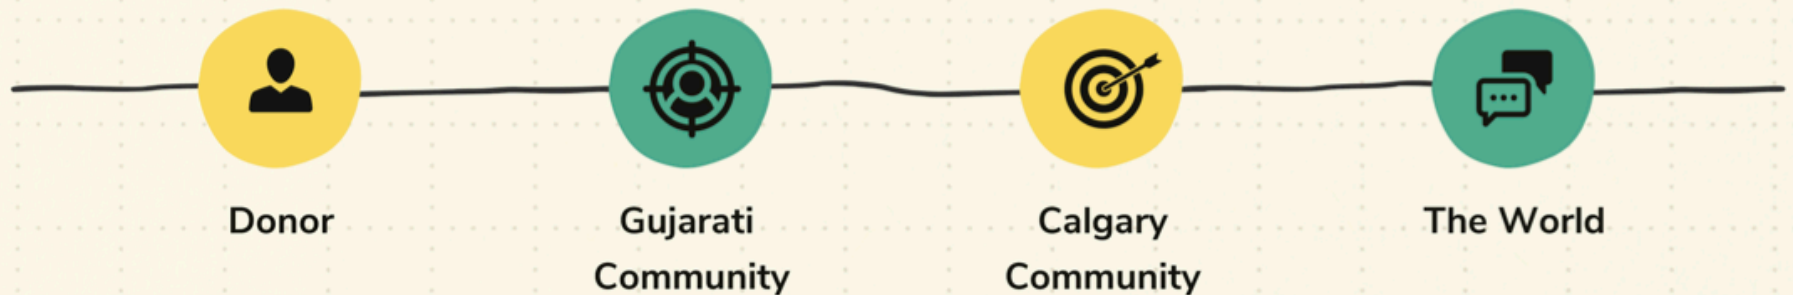 Donor
Gujarati
Community
Calgary
Community
The World